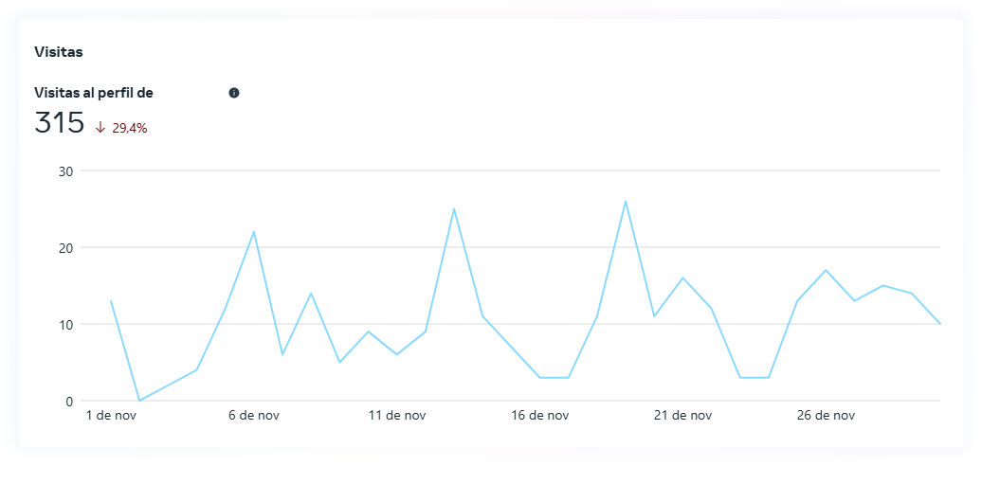 Visitas
Visitas al perfil de
315 ↓ 29,4%
30
20
10
0
1 de nov 6 de nov 11 de nov 16 de nov 21 de nov 26 de nov